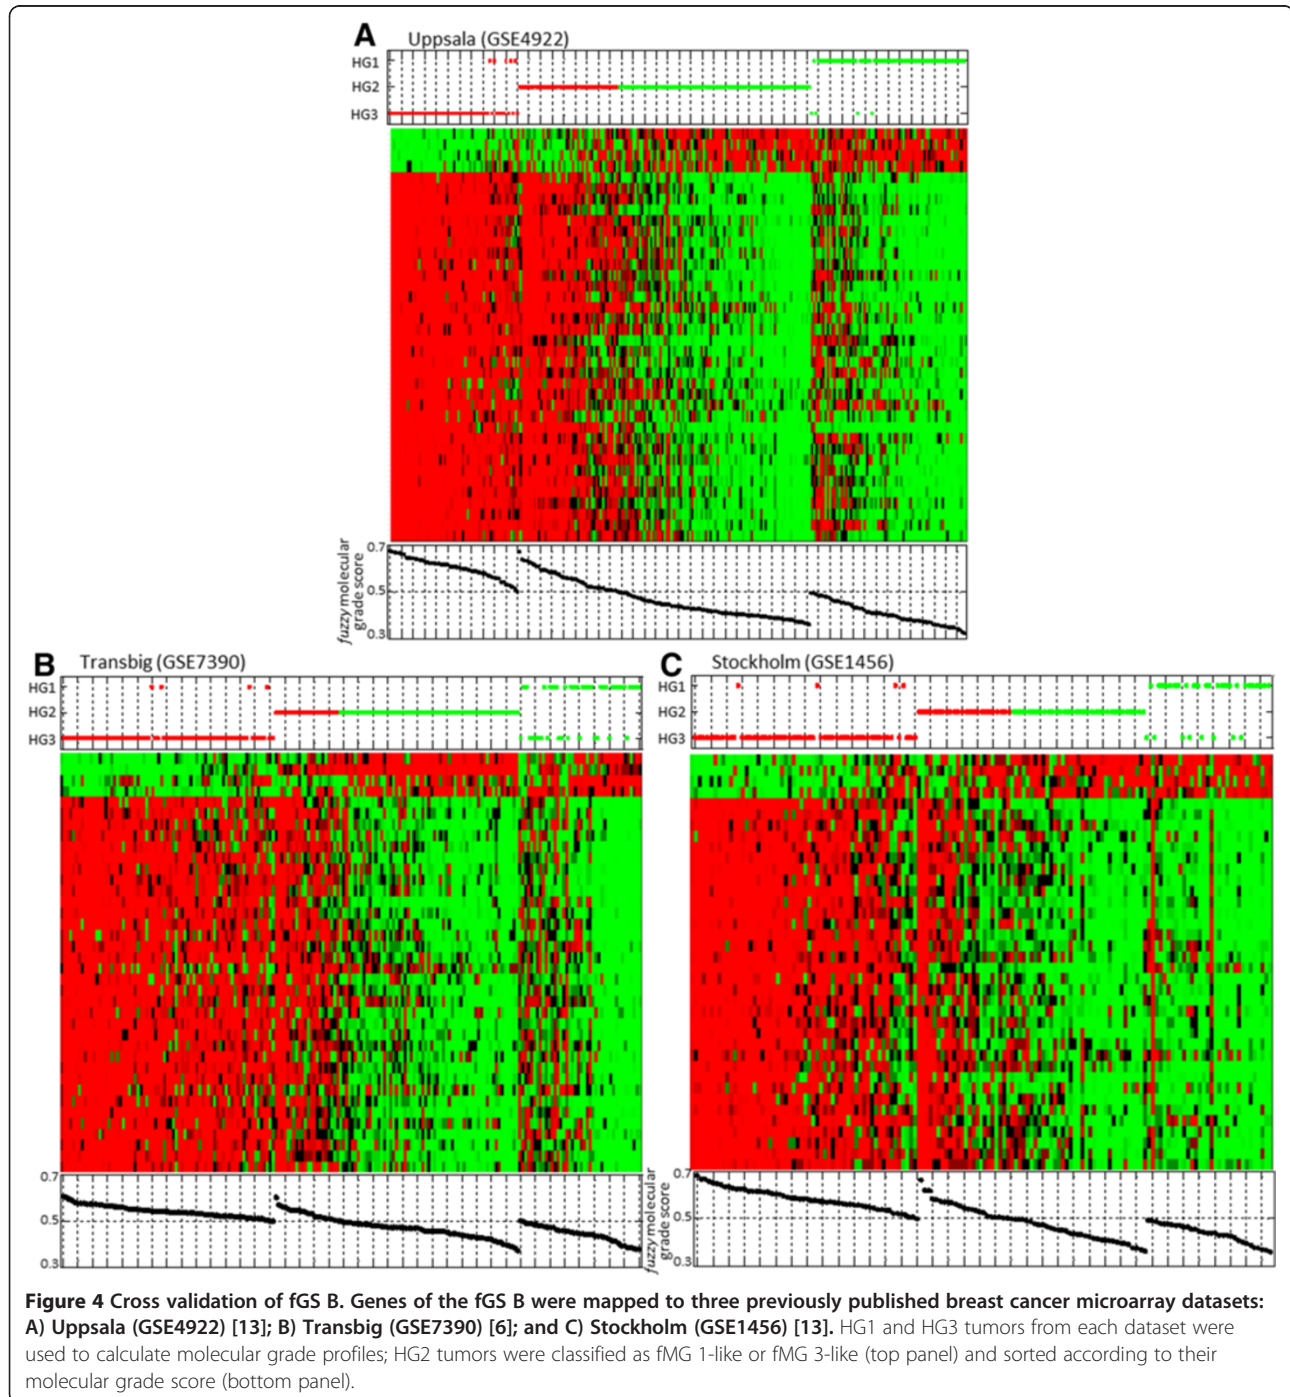 A
Uppsala (GSE4922)
HG1
HG2
HG3
fuzzy molecular
grade score
0.7
0.5
0.3
B
Transbig (GSE7390)
HG1
HG2
HG3
0.7
0.5
0.3
C
Stockholm (GSE1456)
HG1
HG2
HG3
fuzzy molecular
grade score
0.7
0.5
0.3
Figure 4 Cross validation of fGS B. Genes of the fGS B were mapped to three previously published breast cancer microarray datasets:
A) Uppsala (GSE4922) [13]; B) Transbig (GSE7390) [6]; and C) Stockholm (GSE1456) [13]. HG1 and HG3 tumors from each dataset were
used to calculate molecular grade profiles; HG2 tumors were classified as fMG 1-like or fMG 3-like (top panel) and sorted according to their
molecular grade score (bottom panel).